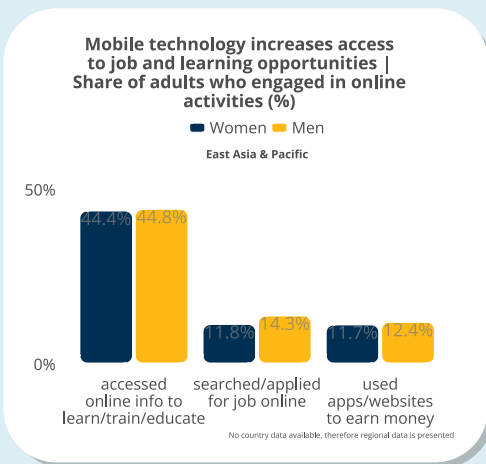 Mobile technology increases access
to job and learning opportunities |
Share of adults who engaged in online
activities (%)
Women Men
East Asia & Pacific
50%
44.4% 44.8%
11.8% 14.3% 11.7% 12.4%
0%
accessed
online info to
learn/train/educate
searched/applied
for job online
used
apps/websites
to earn money
No country data available, therefore regional data is presented